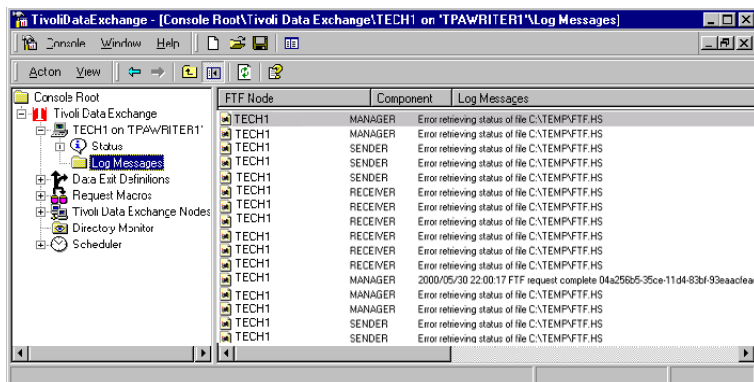 TivoliDataExchange - [Console Root\Tivoli Data Exchange\TECH1 on 'TPAWRITER1'\Log Messages]
Console Window Help
Action View
Console Root
Tivoli Data Exchange
TECH1 on 'TPAWRITER1'
Status
Log Messages
Data Exit Definitions
Request Macros
Tivoli Data Exchange Nodes
Directory Monitor
Scheduler
FTF Node Component Log Messages
TECH1 MANAGER Error retrieving status of file C:\TEMP\FTF.HS
TECH1 MANAGER Error retrieving status of file C:\TEMP\FTF.HS
TECH1 SENDER Error retrieving status of file C:\TEMP\FTF.HS
TECH1 SENDER Error retrieving status of file C:\TEMP\FTF.HS
TECH1 SENDER Error retrieving status of file C:\TEMP\FTF.HS
TECH1 RECEIVER Error retrieving status of file C:\TEMP\FTF.HS
TECH1 RECEIVER Error retrieving status of file C:\TEMP\FTF.HS
TECH1 RECEIVER Error retrieving status of file C:\TEMP\FTF.HS
TECH1 RECEIVER Error retrieving status of file C:\TEMP\FTF.HS
TECH1 RECEIVER Error retrieving status of file C:\TEMP\FTF.HS
TECH1 RECEIVER Error retrieving status of file C:\TEMP\FTF.HS
TECH1 MANAGER 2000/05/30 22:00:17 FTF request complete 04a256b5-35ce-11d4-83bf-93eaacfea
TECH1 MANAGER Error retrieving status of file C:\TEMP\FTF.HS
TECH1 MANAGER Error retrieving status of file C:\TEMP\FTF.HS
TECH1 SENDER Error retrieving status of file C:\TEMP\FTF.HS
TECH1 SENDER Error retrieving status of file C:\TEMP\FTF.HS